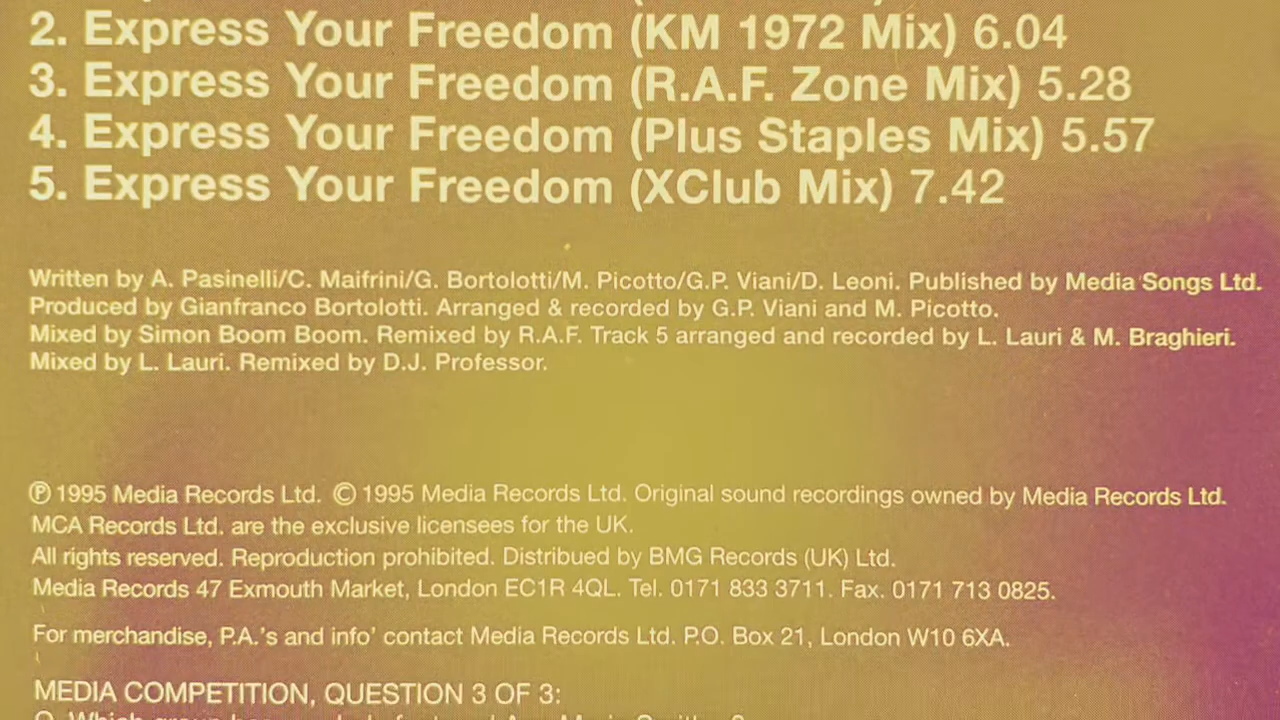 2. Express Your Freedom (KM 1972 Mix) 6.04
3. Express Your Freedom (R.A.F. Zone Mix) 5.28
4. Express Your Freedom (Plus Staples Mix) 5.57
5. Express Your Freedom (XClub Mix) 7.42
Written by A. Pasinelli/C. Maifrini/G. Bortolotti/M. Picotto/G.P. Viani/D. Leoni. Published by Media Songs Ltd.
Produced by Gianfranco Bortolotti. Arranged & recorded by G.P. Viani and M. Picotto.
Mixed by Simon Boom Boom. Remixed by R.A.F. Track 5 arranged and recorded by L. Lauri & M. Braghieri.
Mixed by L. Lauri. Remixed by D.J. Professor.
℗ 1995 Media Records Ltd. © 1995 Media Records Ltd. Original sound recordings owned by Media Records Ltd.
MCA Records Ltd. are the exclusive licensees for the UK.
All rights reserved. Reproduction prohibited. Distribued by BMG Records (UK) Ltd.
Media Records 47 Exmouth Market, London EC1R 4QL. Tel. 0171 833 3711. Fax. 0171 713 0825.
For merchandise, P.A.'s and info' contact Media Records Ltd. P.O. Box 21, London W10 6XA.
MEDIA COMPETITION, QUESTION 3 OF 3:
Q. Which group